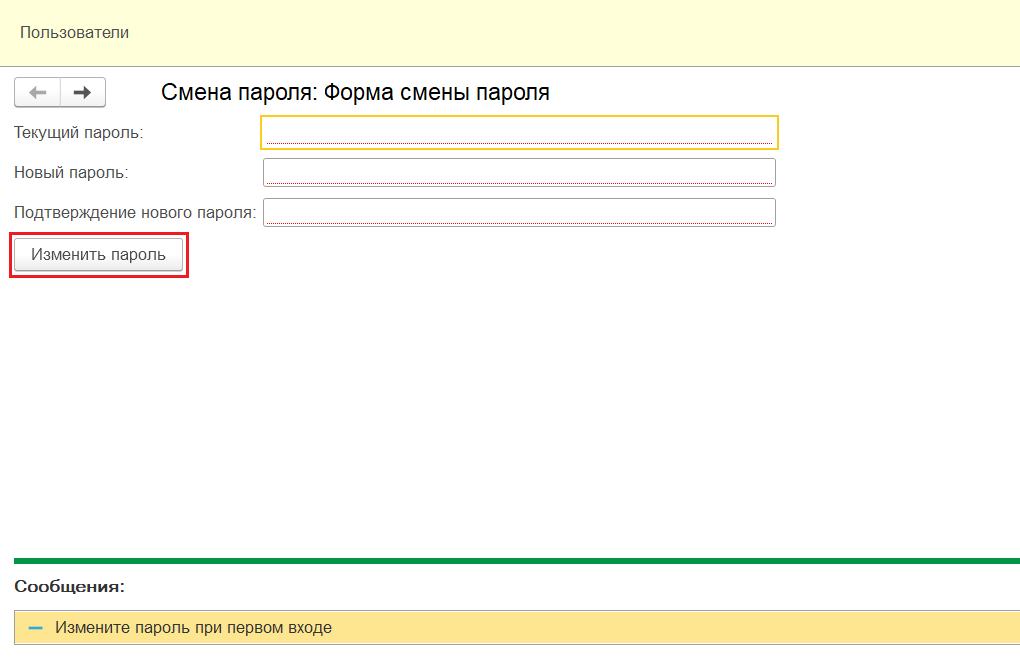 Пользователи
Смена пароля: Форма смены пароля
Текущий пароль:
Новый пароль:
Подтверждение нового пароля:
Изменить пароль
Сообщения:
Измените пароль при первом входе